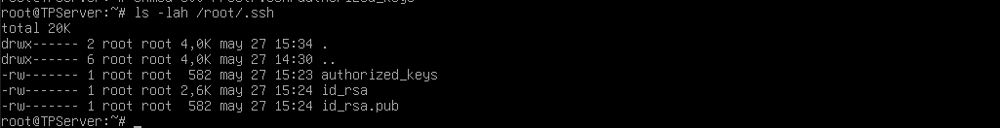 root@TPServer:~# ls -lah /root/.ssh
total 20K
drwx------ 2 root root 4,0K may 27 15:34 .
drwx------ 6 root root 4,0K may 27 14:30 ..
-rw------- 1 root root  582 may 27 15:23 authorized_keys
-rw------- 1 root root 2,6K may 27 15:24 id_rsa
-rw------- 1 root root  582 may 27 15:24 id_rsa.pub
root@TPServer:~# _